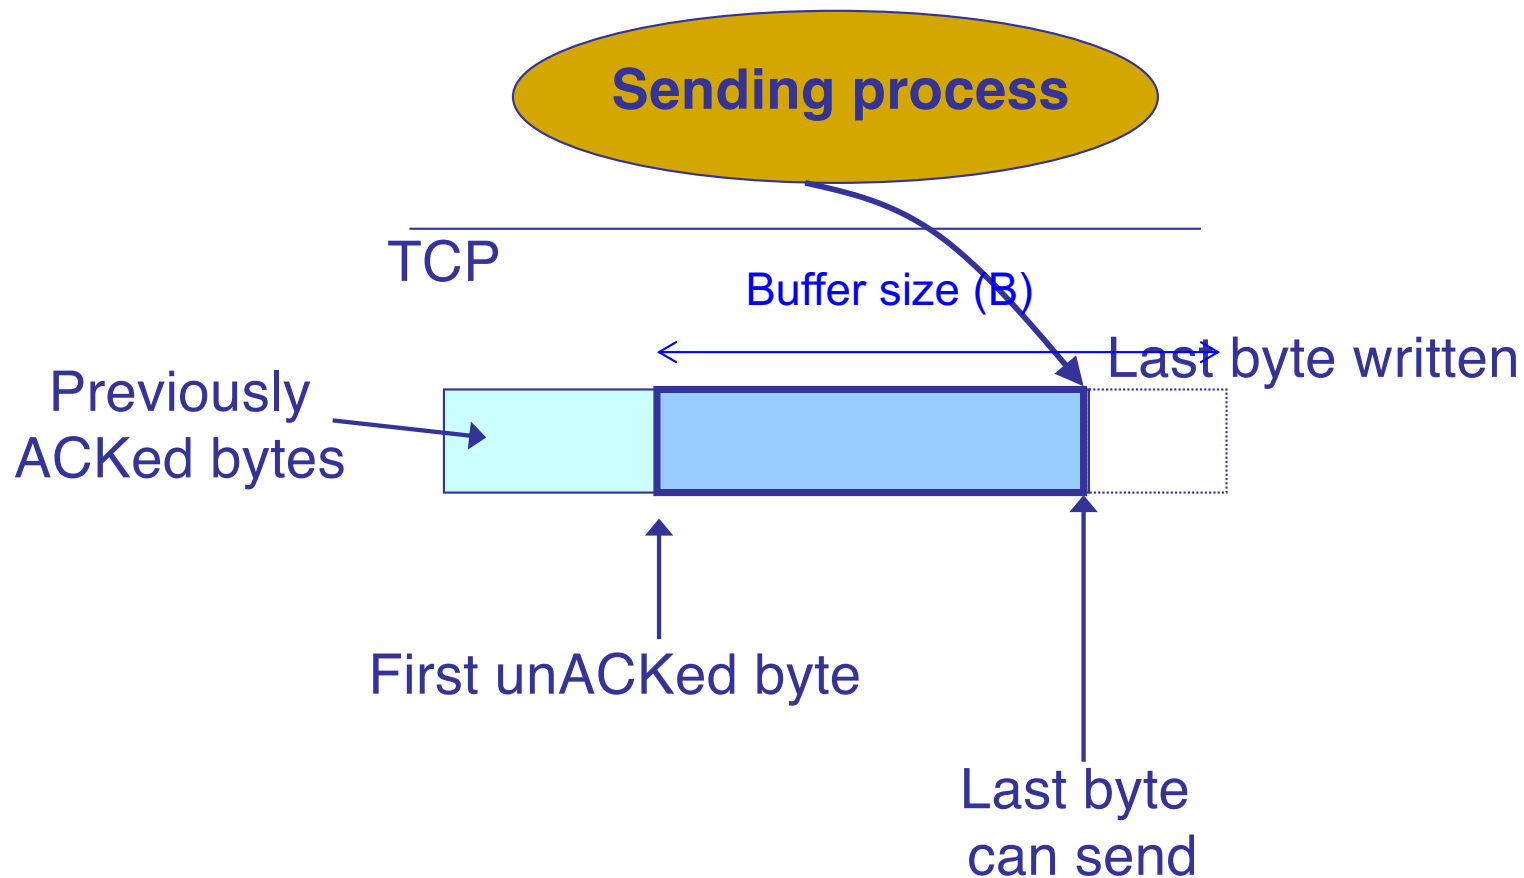 Sending process
TCP
Buffer size (B)
Last byte written
Previously
ACKed bytes
First unACKed byte
Last byte
can send